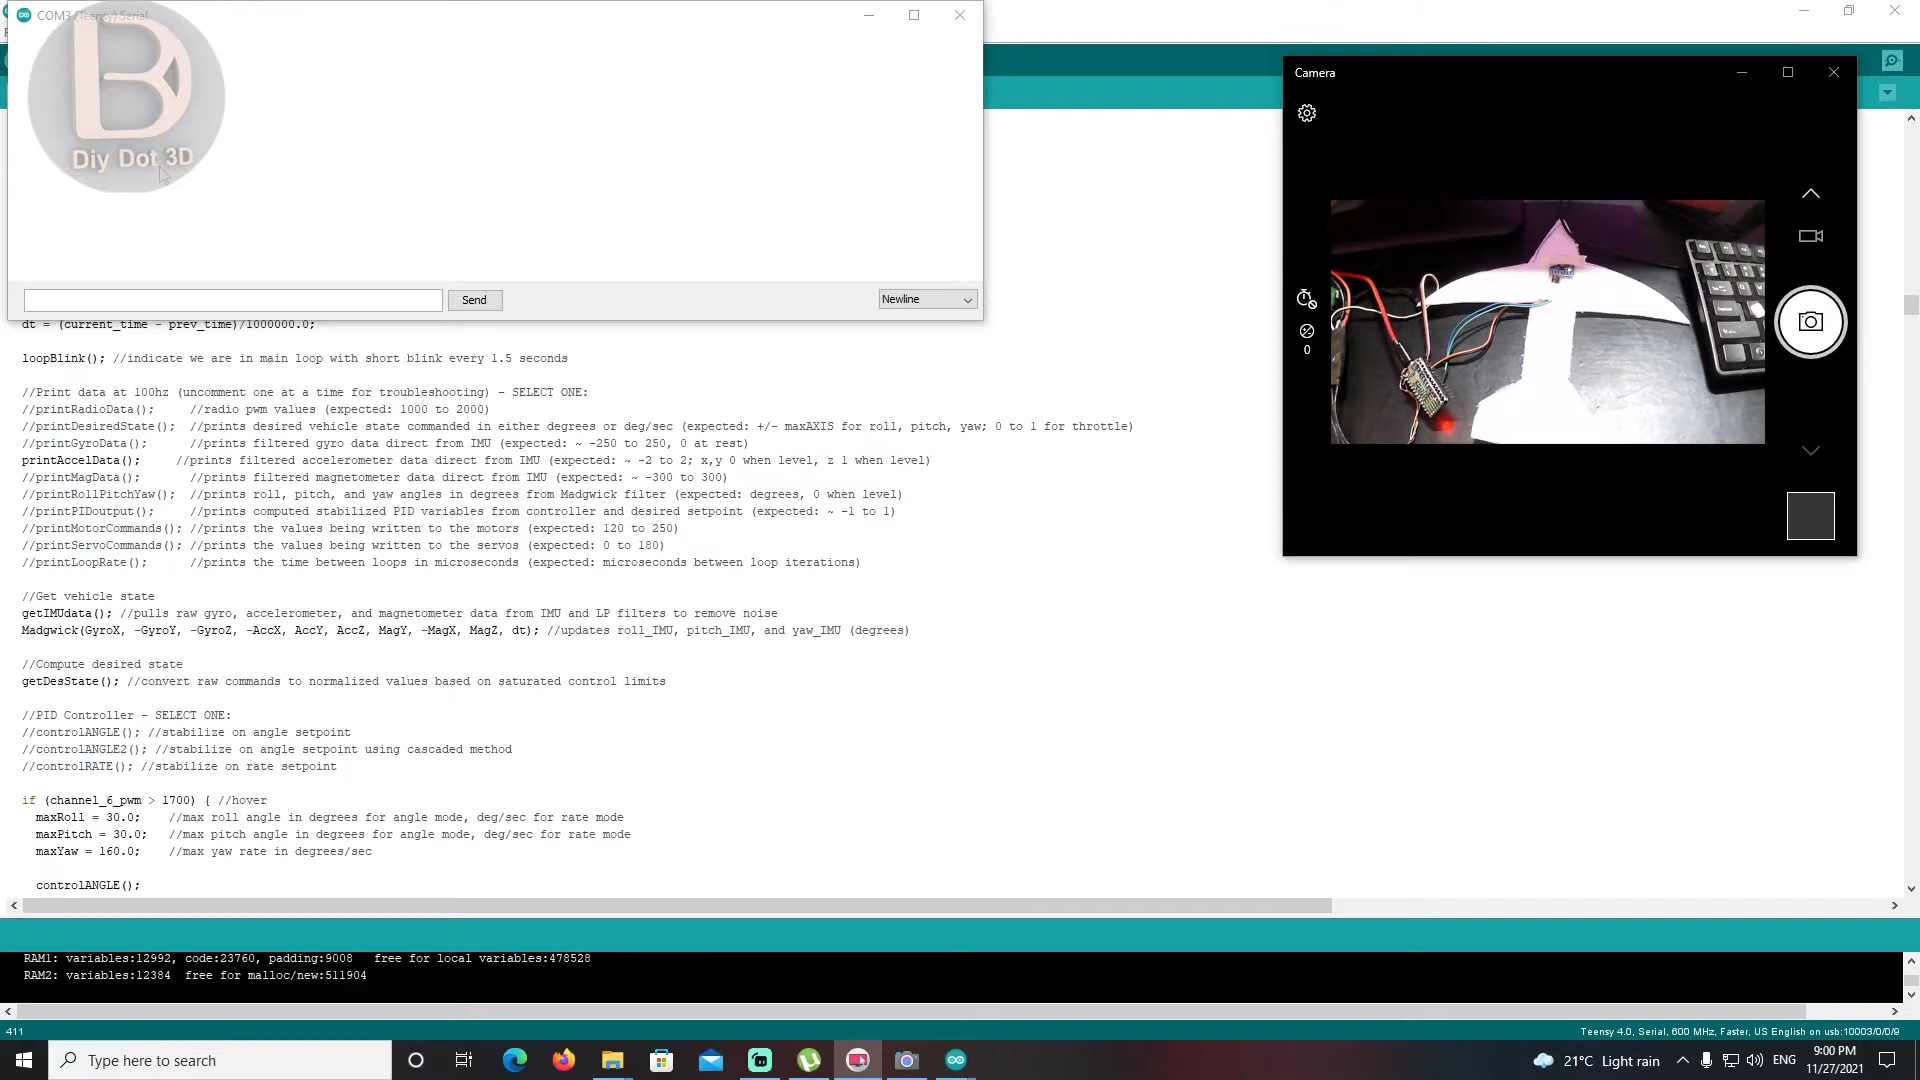 COM3 (Teensy) Serial
Diy Dot 3D
Send
Newline
dt = (current_time - prev_time)/1000000.0;
loopBlink(); //indicate we are in main loop with short blink every 1.5 seconds
//Print data at 100hz (uncomment one at a time for troubleshooting) - SELECT ONE:
//printRadioData();     //radio pwm values (expected: 1000 to 2000)
//printDesiredState();  //prints desired vehicle state commanded in either degrees or deg/sec (expected: +/- maxAXIS for roll, pitch, yaw; 0 to 1 for throttle)
//printGyroData();      //prints filtered gyro data direct from IMU (expected: ~ -250 to 250, 0 at rest)
printAccelData();     //prints filtered accelerometer data direct from IMU (expected: ~ -2 to 2; x,y 0 when level, z 1 when level)
//printMagData();       //prints filtered magnetometer data direct from IMU (expected: ~ -300 to 300)
//printRollPitchYaw();  //prints roll, pitch, and yaw angles in degrees from Madgwick filter (expected: degrees, 0 when level)
//printPIDoutput();     //prints computed stabilized PID variables from controller and desired setpoint (expected: ~ -1 to 1)
//printMotorCommands(); //prints the values being written to the motors (expected: 120 to 250)
//printServoCommands(); //prints the values being written to the servos (expected: 0 to 180)
//printLoopRate();      //prints the time between loops in microseconds (expected: microseconds between loop iterations)
//Get vehicle state
getIMUdata(); //pulls raw gyro, accelerometer, and magnetometer data from IMU and LP filters to remove noise
Madgwick(GyroX, -GyroY, -GyroZ, -AccX, AccY, AccZ, MagY, -MagX, MagZ, dt); //updates roll_IMU, pitch_IMU, and yaw_IMU (degrees)
//Compute desired state
getDesState(); //convert raw commands to normalized values based on saturated control limits
//PID Controller - SELECT ONE:
//controlANGLE(); //stabilize on angle setpoint
//controlANGLE2(); //stabilize on angle setpoint using cascaded method
//controlRATE(); //stabilize on rate setpoint
if (channel_6_pwm > 1700) { //hover
maxRoll = 30.0;    //max roll angle in degrees for angle mode, deg/sec for rate mode
maxPitch = 30.0;   //max pitch angle in degrees for angle mode, deg/sec for rate mode
maxYaw = 160.0;    //max yaw rate in degrees/sec
controlANGLE();
Camera
0
RAM1: variables:12992, code:23760, padding:9008   free for local variables:478528
RAM2: variables:12384  free for malloc/new:511904
411
Teensy 4.0, Serial, 600 MHz, Faster, US English on usb:10003/0/0/9
Type here to search
21°C Light rain
ENG
9:00 PM
11/27/2021